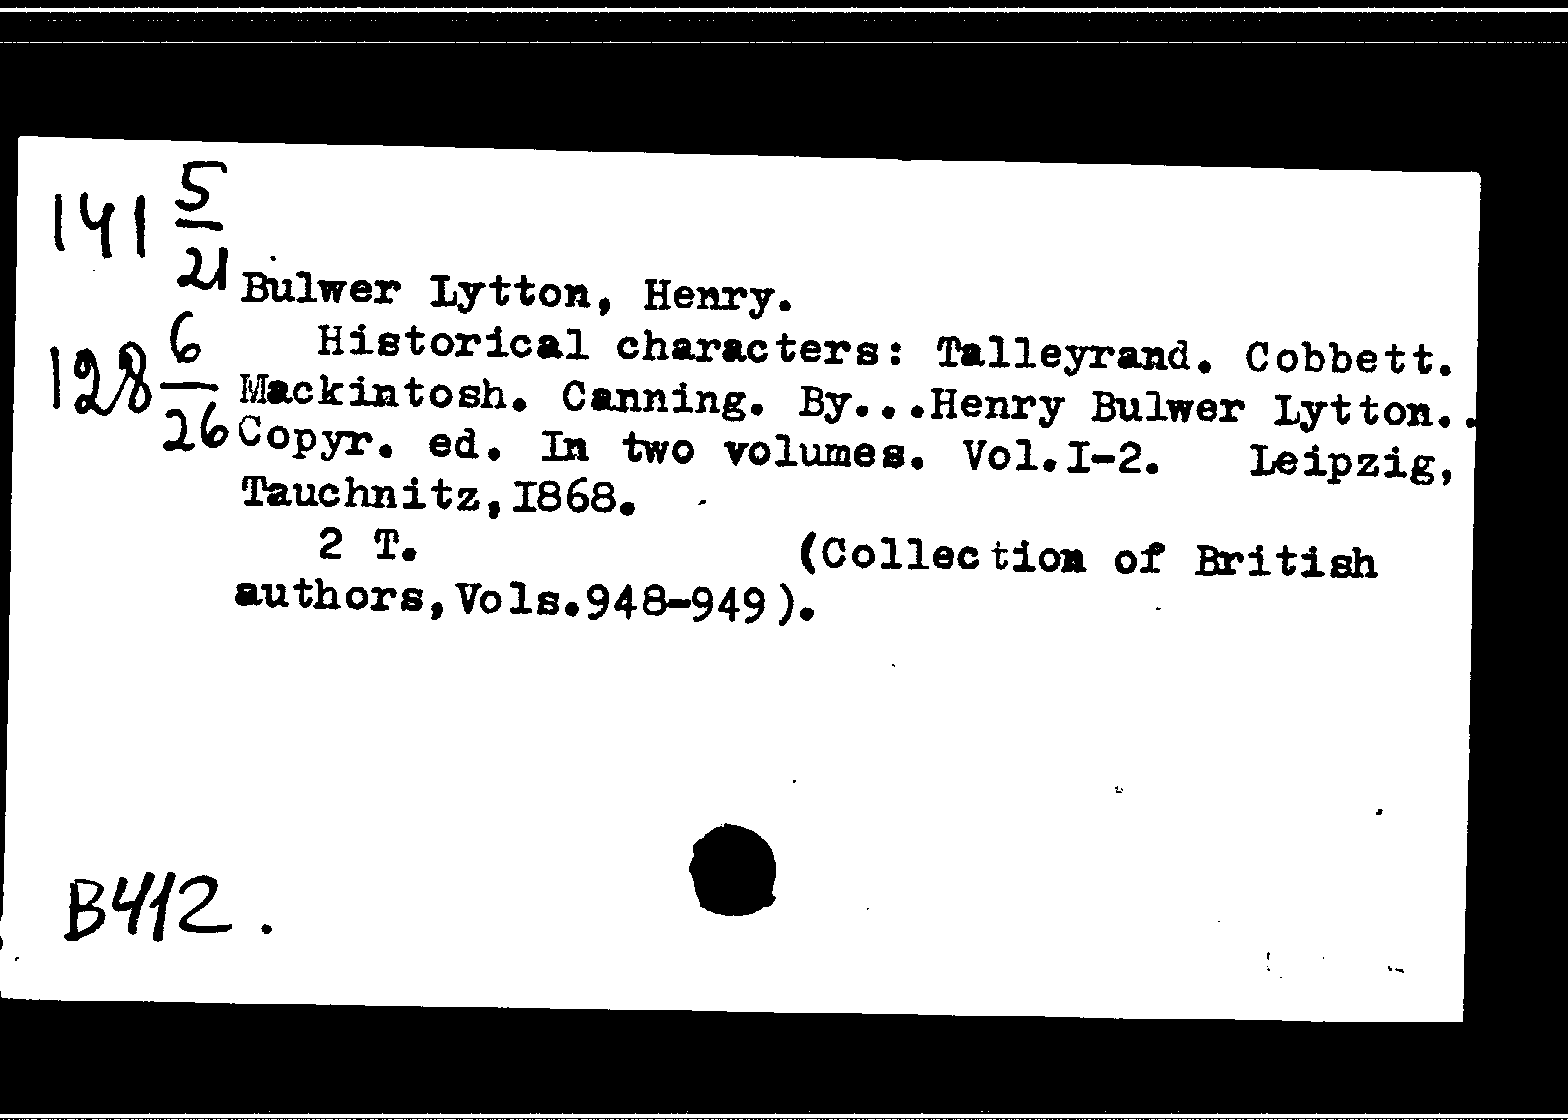 141 5/21
Bulwer Lytton, Henry.
Historical characters: Talleyrand. Cobbett.
128 6/26
Mackintosh. Canning. By...Henry Bulwer Lytton..
Copyr. ed. In two volumes. Vol.I-2. Leipzig,
Tauchnitz,I868.
2 T. (Collection of British
authors,Vols.948-949).
B412.